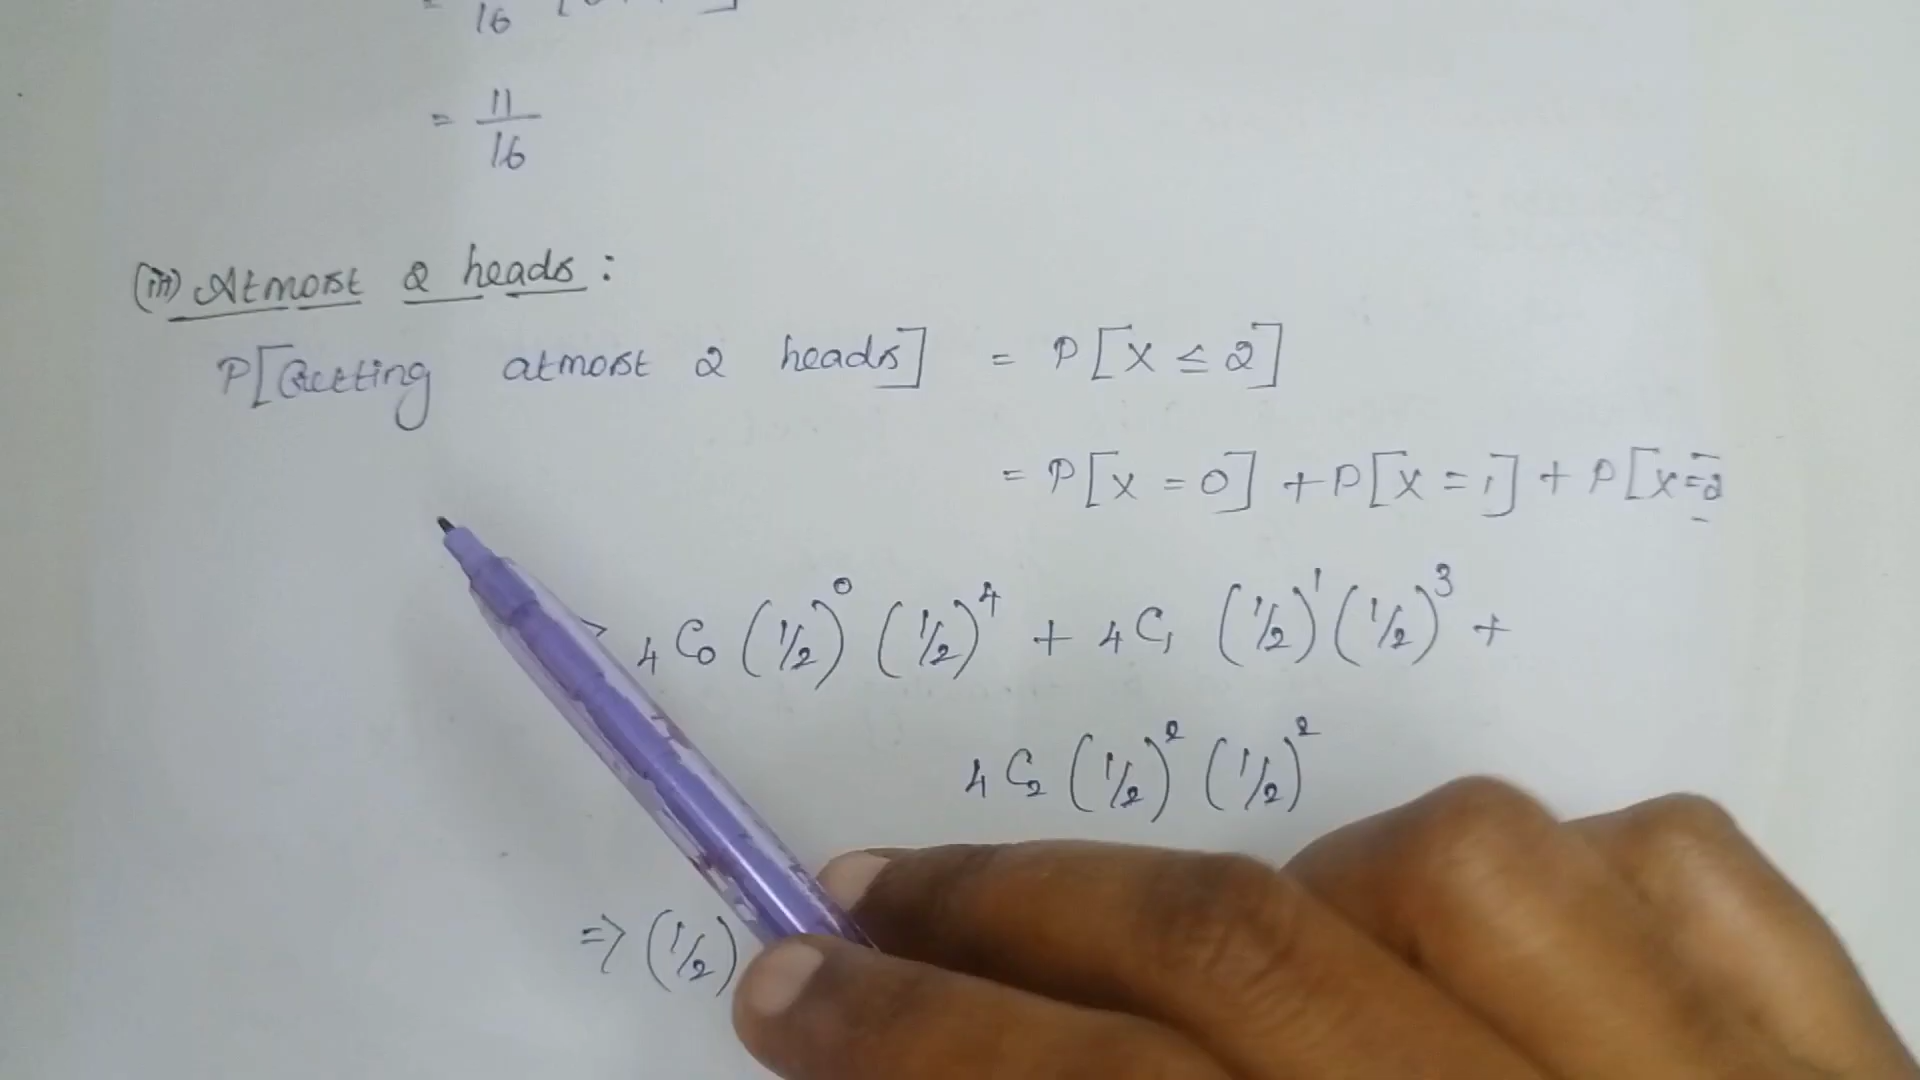 16
= 11/16
(iii) Atmost 2 heads :
P[Getting atmost 2 heads] = P[X ≤ 2]
= P[X = 0] + P[X = 1] + P[X = 2
4C₀ (1/2)⁰ (1/2)⁴ + 4C₁ (1/2)¹ (1/2)³ +
4C₂ (1/2)² (1/2)²
=> (1/2)